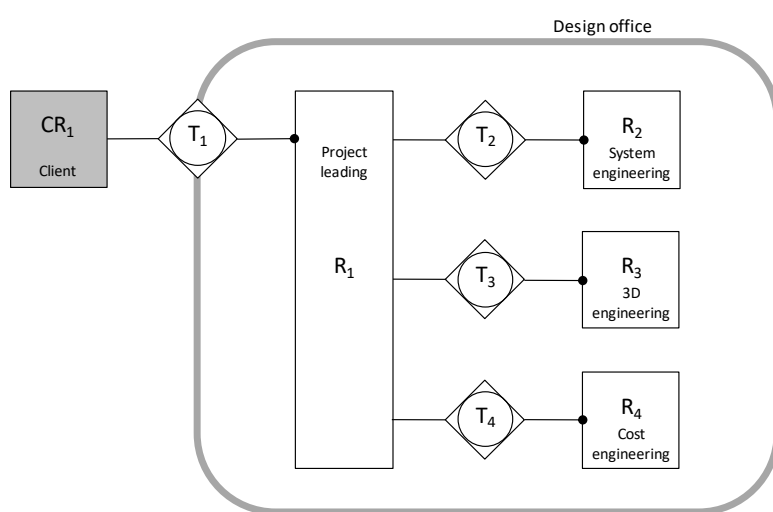 Design office
CR₁
Client
T₁
Project
leading
R₁
T₂
R₂
System
engineering
T₃
R₃
3D
engineering
T₄
R₄
Cost
engineering